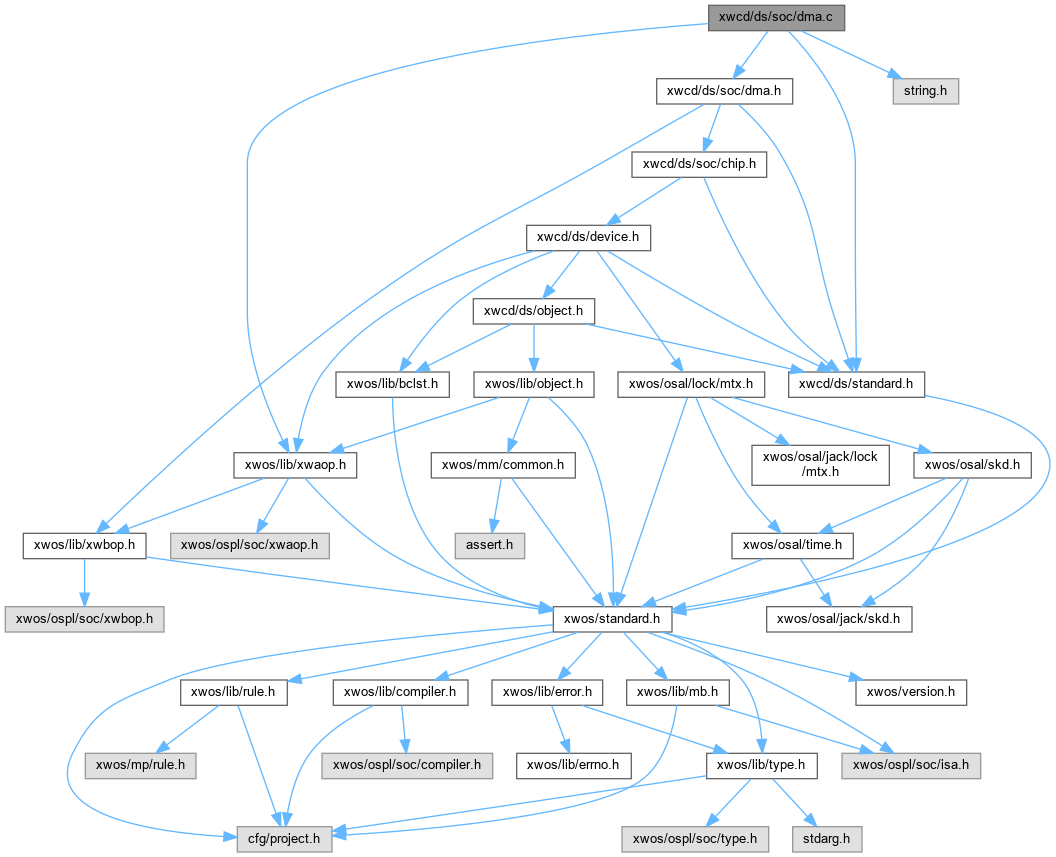 xwcd/ds/soc/dma.c
xwcd/ds/soc/dma.h
string.h
xwcd/ds/soc/chip.h
xwcd/ds/device.h
xwcd/ds/object.h
xwos/lib/bclst.h
xwos/lib/object.h
xwos/osal/lock/mtx.h
xwcd/ds/standard.h
xwos/lib/xwaop.h
xwos/mm/common.h
xwos/osal/jack/lock
/mtx.h
xwos/osal/skd.h
xwos/lib/xwbop.h
xwos/ospl/soc/xwaop.h
assert.h
xwos/osal/time.h
xwos/ospl/soc/xwbop.h
xwos/standard.h
xwos/osal/jack/skd.h
xwos/lib/rule.h
xwos/lib/compiler.h
xwos/lib/error.h
xwos/lib/mb.h
xwos/version.h
xwos/mp/rule.h
xwos/ospl/soc/compiler.h
xwos/lib/errno.h
xwos/lib/type.h
xwos/ospl/soc/isa.h
cfg/project.h
xwos/ospl/soc/type.h
stdarg.h